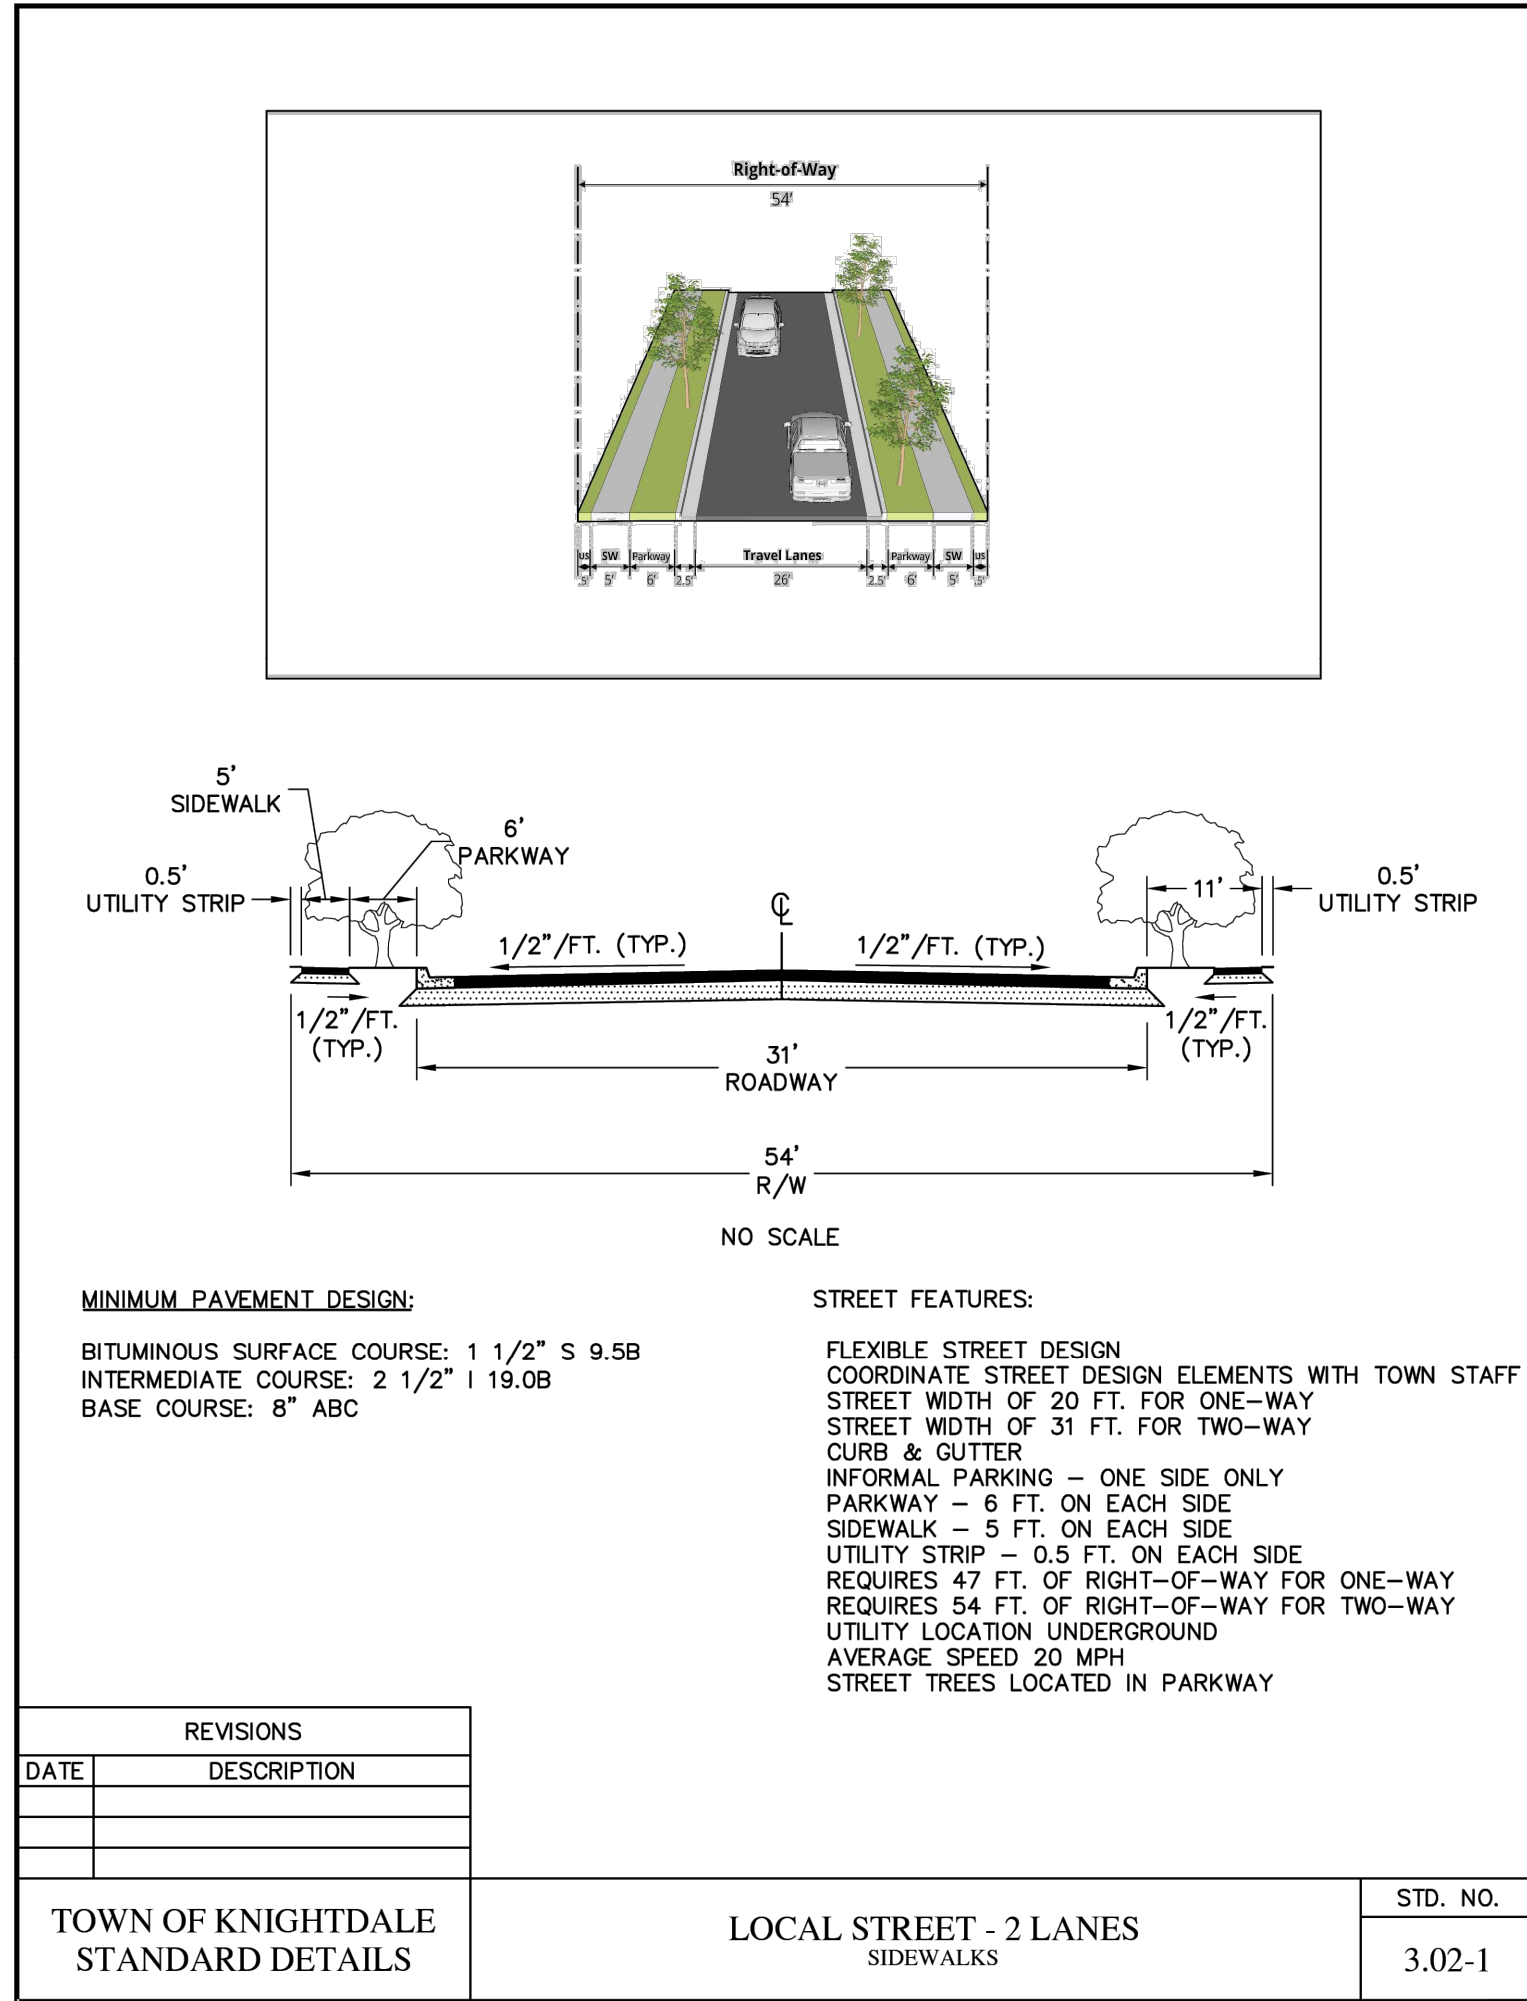 Right-of-Way
54'
US SW Parkway Travel Lanes Parkway SW US
.5' 5' 6' 2.5' 26' 2.5' 6' 5' .5'
5'
SIDEWALK
6'
PARKWAY
0.5'
UTILITY STRIP
11'
0.5'
UTILITY STRIP
℄
1/2"/FT. (TYP.)
1/2"/FT. (TYP.)
1/2"/FT.
(TYP.)
1/2"/FT.
(TYP.)
31'
ROADWAY
54'
R/W
NO SCALE
MINIMUM PAVEMENT DESIGN:
BITUMINOUS SURFACE COURSE: 1 1/2" S 9.5B
INTERMEDIATE COURSE: 2 1/2" I 19.0B
BASE COURSE: 8" ABC
STREET FEATURES:
FLEXIBLE STREET DESIGN
COORDINATE STREET DESIGN ELEMENTS WITH TOWN STAFF
STREET WIDTH OF 20 FT. FOR ONE-WAY
STREET WIDTH OF 31 FT. FOR TWO-WAY
CURB & GUTTER
INFORMAL PARKING - ONE SIDE ONLY
PARKWAY - 6 FT. ON EACH SIDE
SIDEWALK - 5 FT. ON EACH SIDE
UTILITY STRIP - 0.5 FT. ON EACH SIDE
REQUIRES 47 FT. OF RIGHT-OF-WAY FOR ONE-WAY
REQUIRES 54 FT. OF RIGHT-OF-WAY FOR TWO-WAY
UTILITY LOCATION UNDERGROUND
AVERAGE SPEED 20 MPH
STREET TREES LOCATED IN PARKWAY
REVISIONS
DATE DESCRIPTION
TOWN OF KNIGHTDALE
STANDARD DETAILS
LOCAL STREET - 2 LANES
SIDEWALKS
STD. NO.
3.02-1